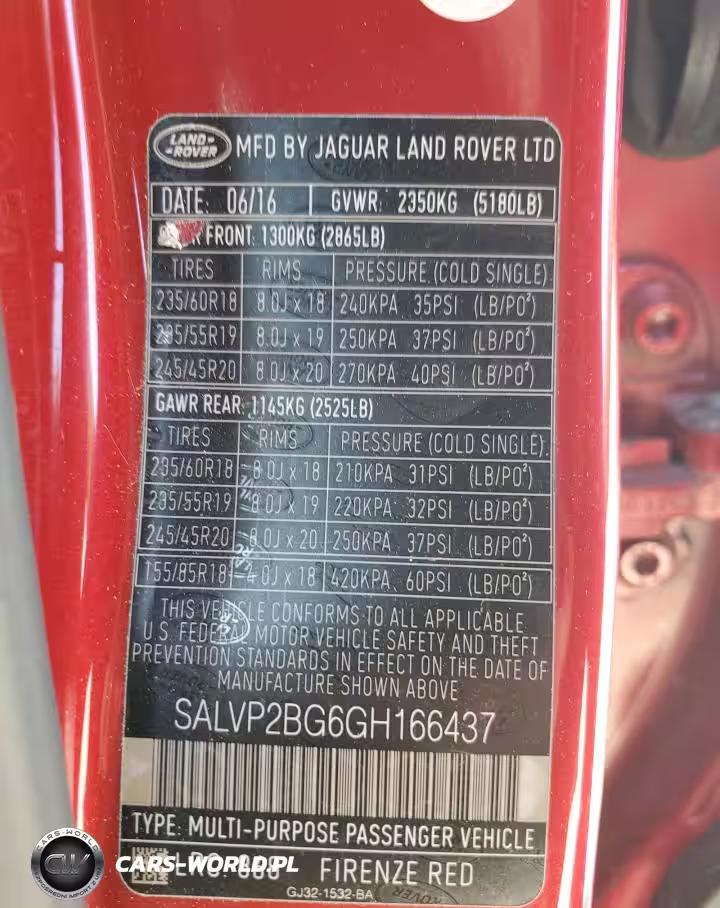 LAND-
-ROVER
MFD BY JAGUAR LAND ROVER LTD
DATE: 06/16 GVWR: 2350KG (5180LB)
FRONT: 1300KG (2865LB)
TIRES RIMS PRESSURE (COLD SINGLE)
235/60R18 8.0J x 18 240KPA 35PSI (LB/PO²)
235/55R19 8.0J x 19 250KPA 37PSI (LB/PO²)
245/45R20 8.0J x 20 270KPA 40PSI (LB/PO²)
GAWR REAR: 1145KG (2525LB)
TIRES RIMS PRESSURE (COLD SINGLE)
235/60R18 8.0J x 18 210KPA 31PSI (LB/PO²)
235/55R19 8.0J x 19 220KPA 32PSI (LB/PO²)
245/45R20 8.0J x 20 250KPA 37PSI (LB/PO²)
155/85R18 4.0J x 18 420KPA 60PSI (LB/PO²)
THIS VEHICLE CONFORMS TO ALL APPLICABLE
U.S. FEDERAL MOTOR VEHICLE SAFETY AND THEFT
PREVENTION STANDARDS IN EFFECT ON THE DATE OF
MANUFACTURE SHOWN ABOVE
SALVP2BG6GH166437
TYPE: MULTI-PURPOSE PASSENGER VEHICLE
FIRENZE RED
GJ32-1532-BA
CARS-WORLD
CW
CARS-WORLD.PL